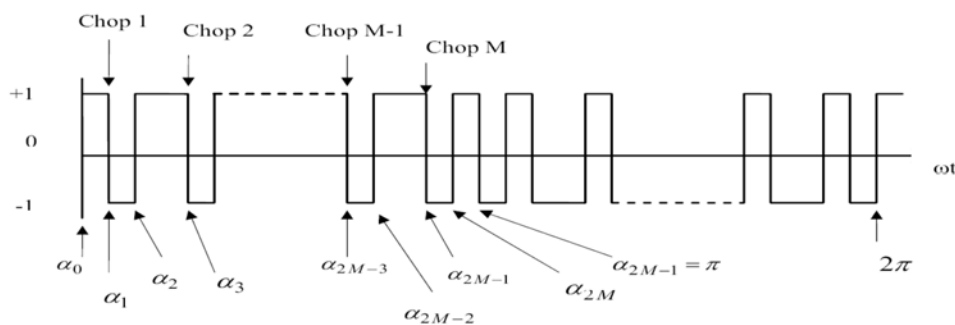 Chop 1
Chop 2
Chop M-1
Chop M
+1
0
-1
ωt
α₀
α₁
α₂
α₃
α₂M₋₃
α₂M₋₂
α₂M₋₁
α₂M
α₂M₋₁ = π
2π